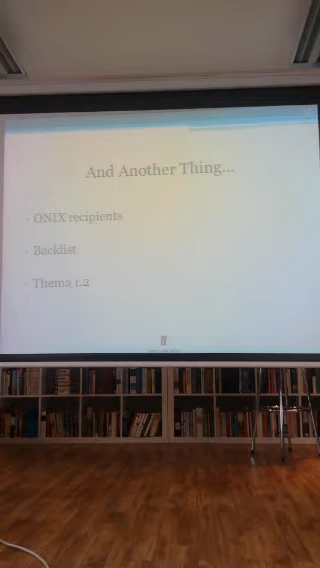 And Another Thing...
ONIX recipients
Backlist
Thema 1.2